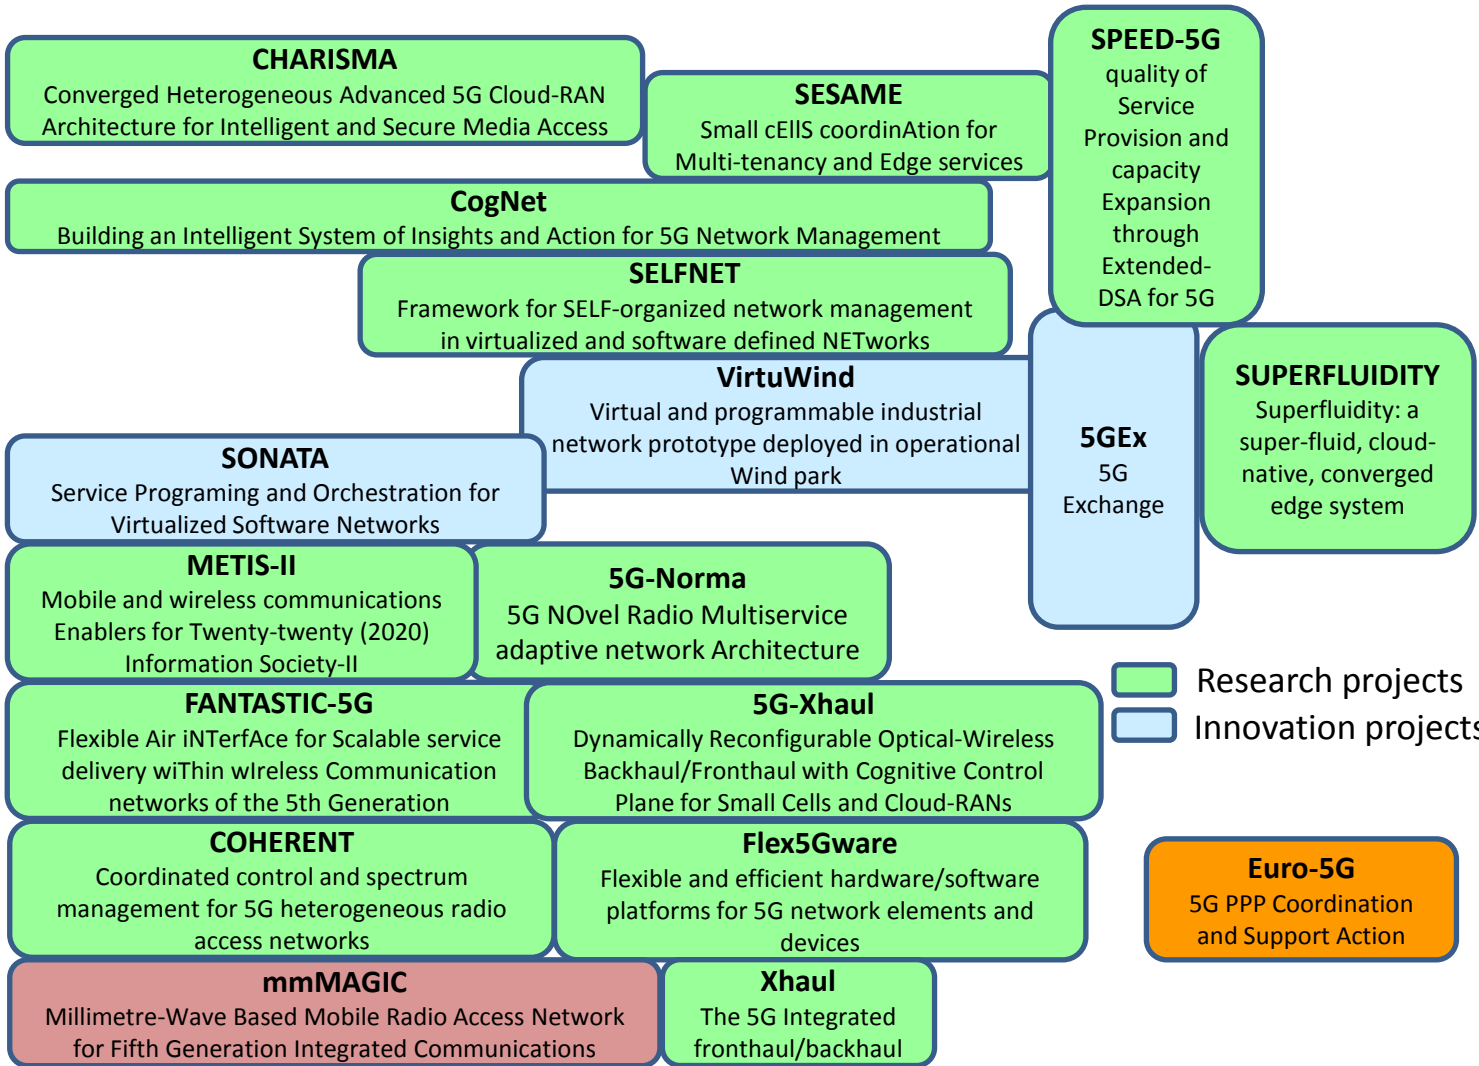 CHARISMA
Converged Heterogeneous Advanced 5G Cloud-RAN
Architecture for Intelligent and Secure Media Access
SESAME
Small cEllS coordinAtion for
Multi-tenancy and Edge services
SPEED-5G
quality of
Service
Provision and
capacity
Expansion
through
Extended-
DSA for 5G
CogNet
Building an Intelligent System of Insights and Action for 5G Network Management
SELFNET
Framework for SELF-organized network management
in virtualized and software defined NETworks
VirtuWind
Virtual and programmable industrial
network prototype deployed in operational
Wind park
5GEx
5G
Exchange
SUPERFLUIDITY
Superfluidity: a
super-fluid, cloud-
native, converged
edge system
SONATA
Service Programing and Orchestration for
Virtualized Software Networks
METIS-II
Mobile and wireless communications
Enablers for Twenty-twenty (2020)
Information Society-II
5G-Norma
5G NOvel Radio Multiservice
adaptive network Architecture
Research projects
Innovation projects
FANTASTIC-5G
Flexible Air iNTerfAce for Scalable service
delivery wiThin wIreless Communication
networks of the 5th Generation
5G-Xhaul
Dynamically Reconfigurable Optical-Wireless
Backhaul/Fronthaul with Cognitive Control
Plane for Small Cells and Cloud-RANs
COHERENT
Coordinated control and spectrum
management for 5G heterogeneous radio
access networks
Flex5Gware
Flexible and efficient hardware/software
platforms for 5G network elements and
devices
Euro-5G
5G PPP Coordination
and Support Action
mmMAGIC
Millimetre-Wave Based Mobile Radio Access Network
for Fifth Generation Integrated Communications
Xhaul
The 5G Integrated
fronthaul/backhaul